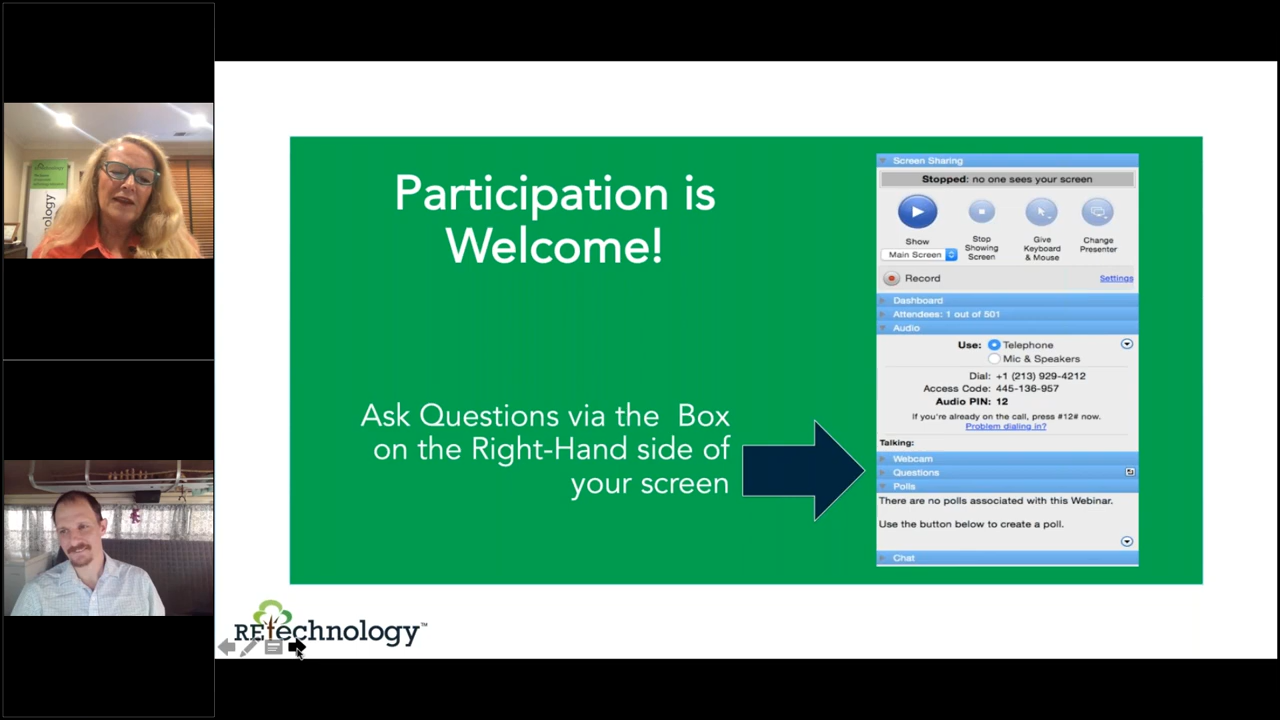 Participation is
Welcome!
Ask Questions via the Box
on the Right-Hand side of
your screen
Screen Sharing
Stopped: no one sees your screen
Show
Main Screen
Stop
Showing
Screen
Give
Keyboard
& Mouse
Change
Presenter
Record
Settings
Dashboard
Attendees: 1 out of 501
Audio
Use: Telephone
Mic & Speakers
Dial: +1 (213) 929-4212
Access Code: 445-136-957
Audio PIN: 12
If you're already on the call, press #12# now.
Problem dialing in?
Talking:
Webcam
Questions
Polls
There are no polls associated with this Webinar.
Use the button below to create a poll.
Chat
REtechnology™